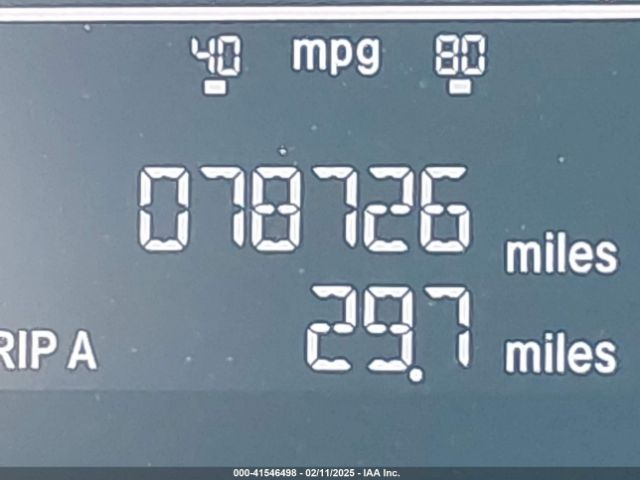 40 mpg 80
078726 miles
RIP A 29.7 miles
000-41546498 - 02/11/2025 - IAA Inc.